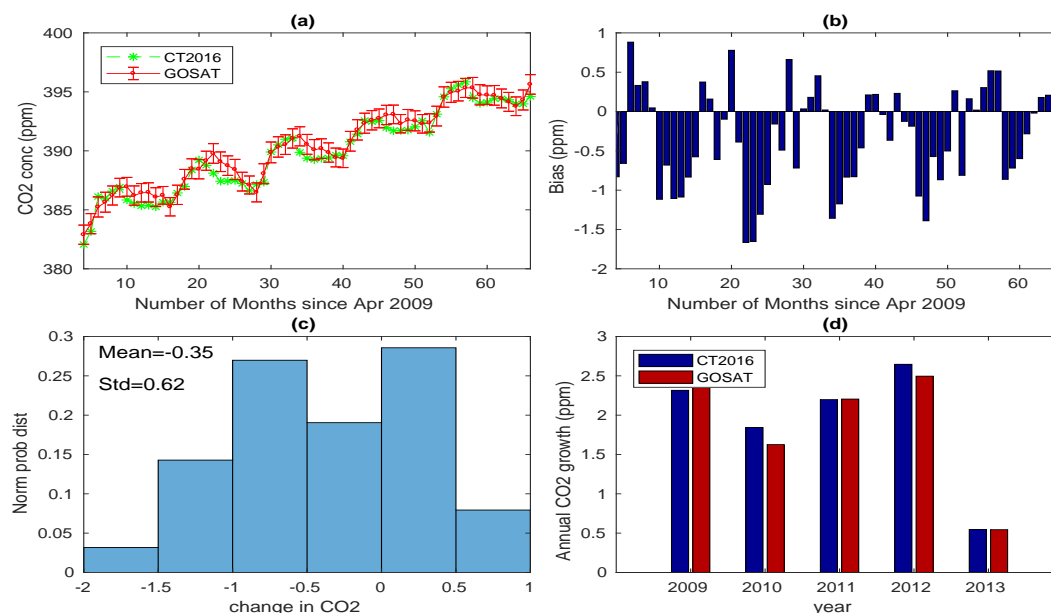 (a)
400
395
390
385
380
CO2 conc (ppm)
CT2016
GOSAT
10
20
30
40
50
60
Number of Months since Apr 2009
(b)
1
0.5
0
-0.5
-1
-1.5
-2
Bias (ppm)
10
20
30
40
50
60
Number of Months since Apr 2009
(c)
0.3
0.25
0.2
0.15
0.1
0.05
0
Norm prob dist
Mean=-0.35
Std=0.62
-2
-1.5
-1
-0.5
0
0.5
1
change in CO2
(d)
3
2.5
2
1.5
1
0.5
0
Annual CO2 growth (ppm)
CT2016
GOSAT
2009
2010
2011
2012
2013
year